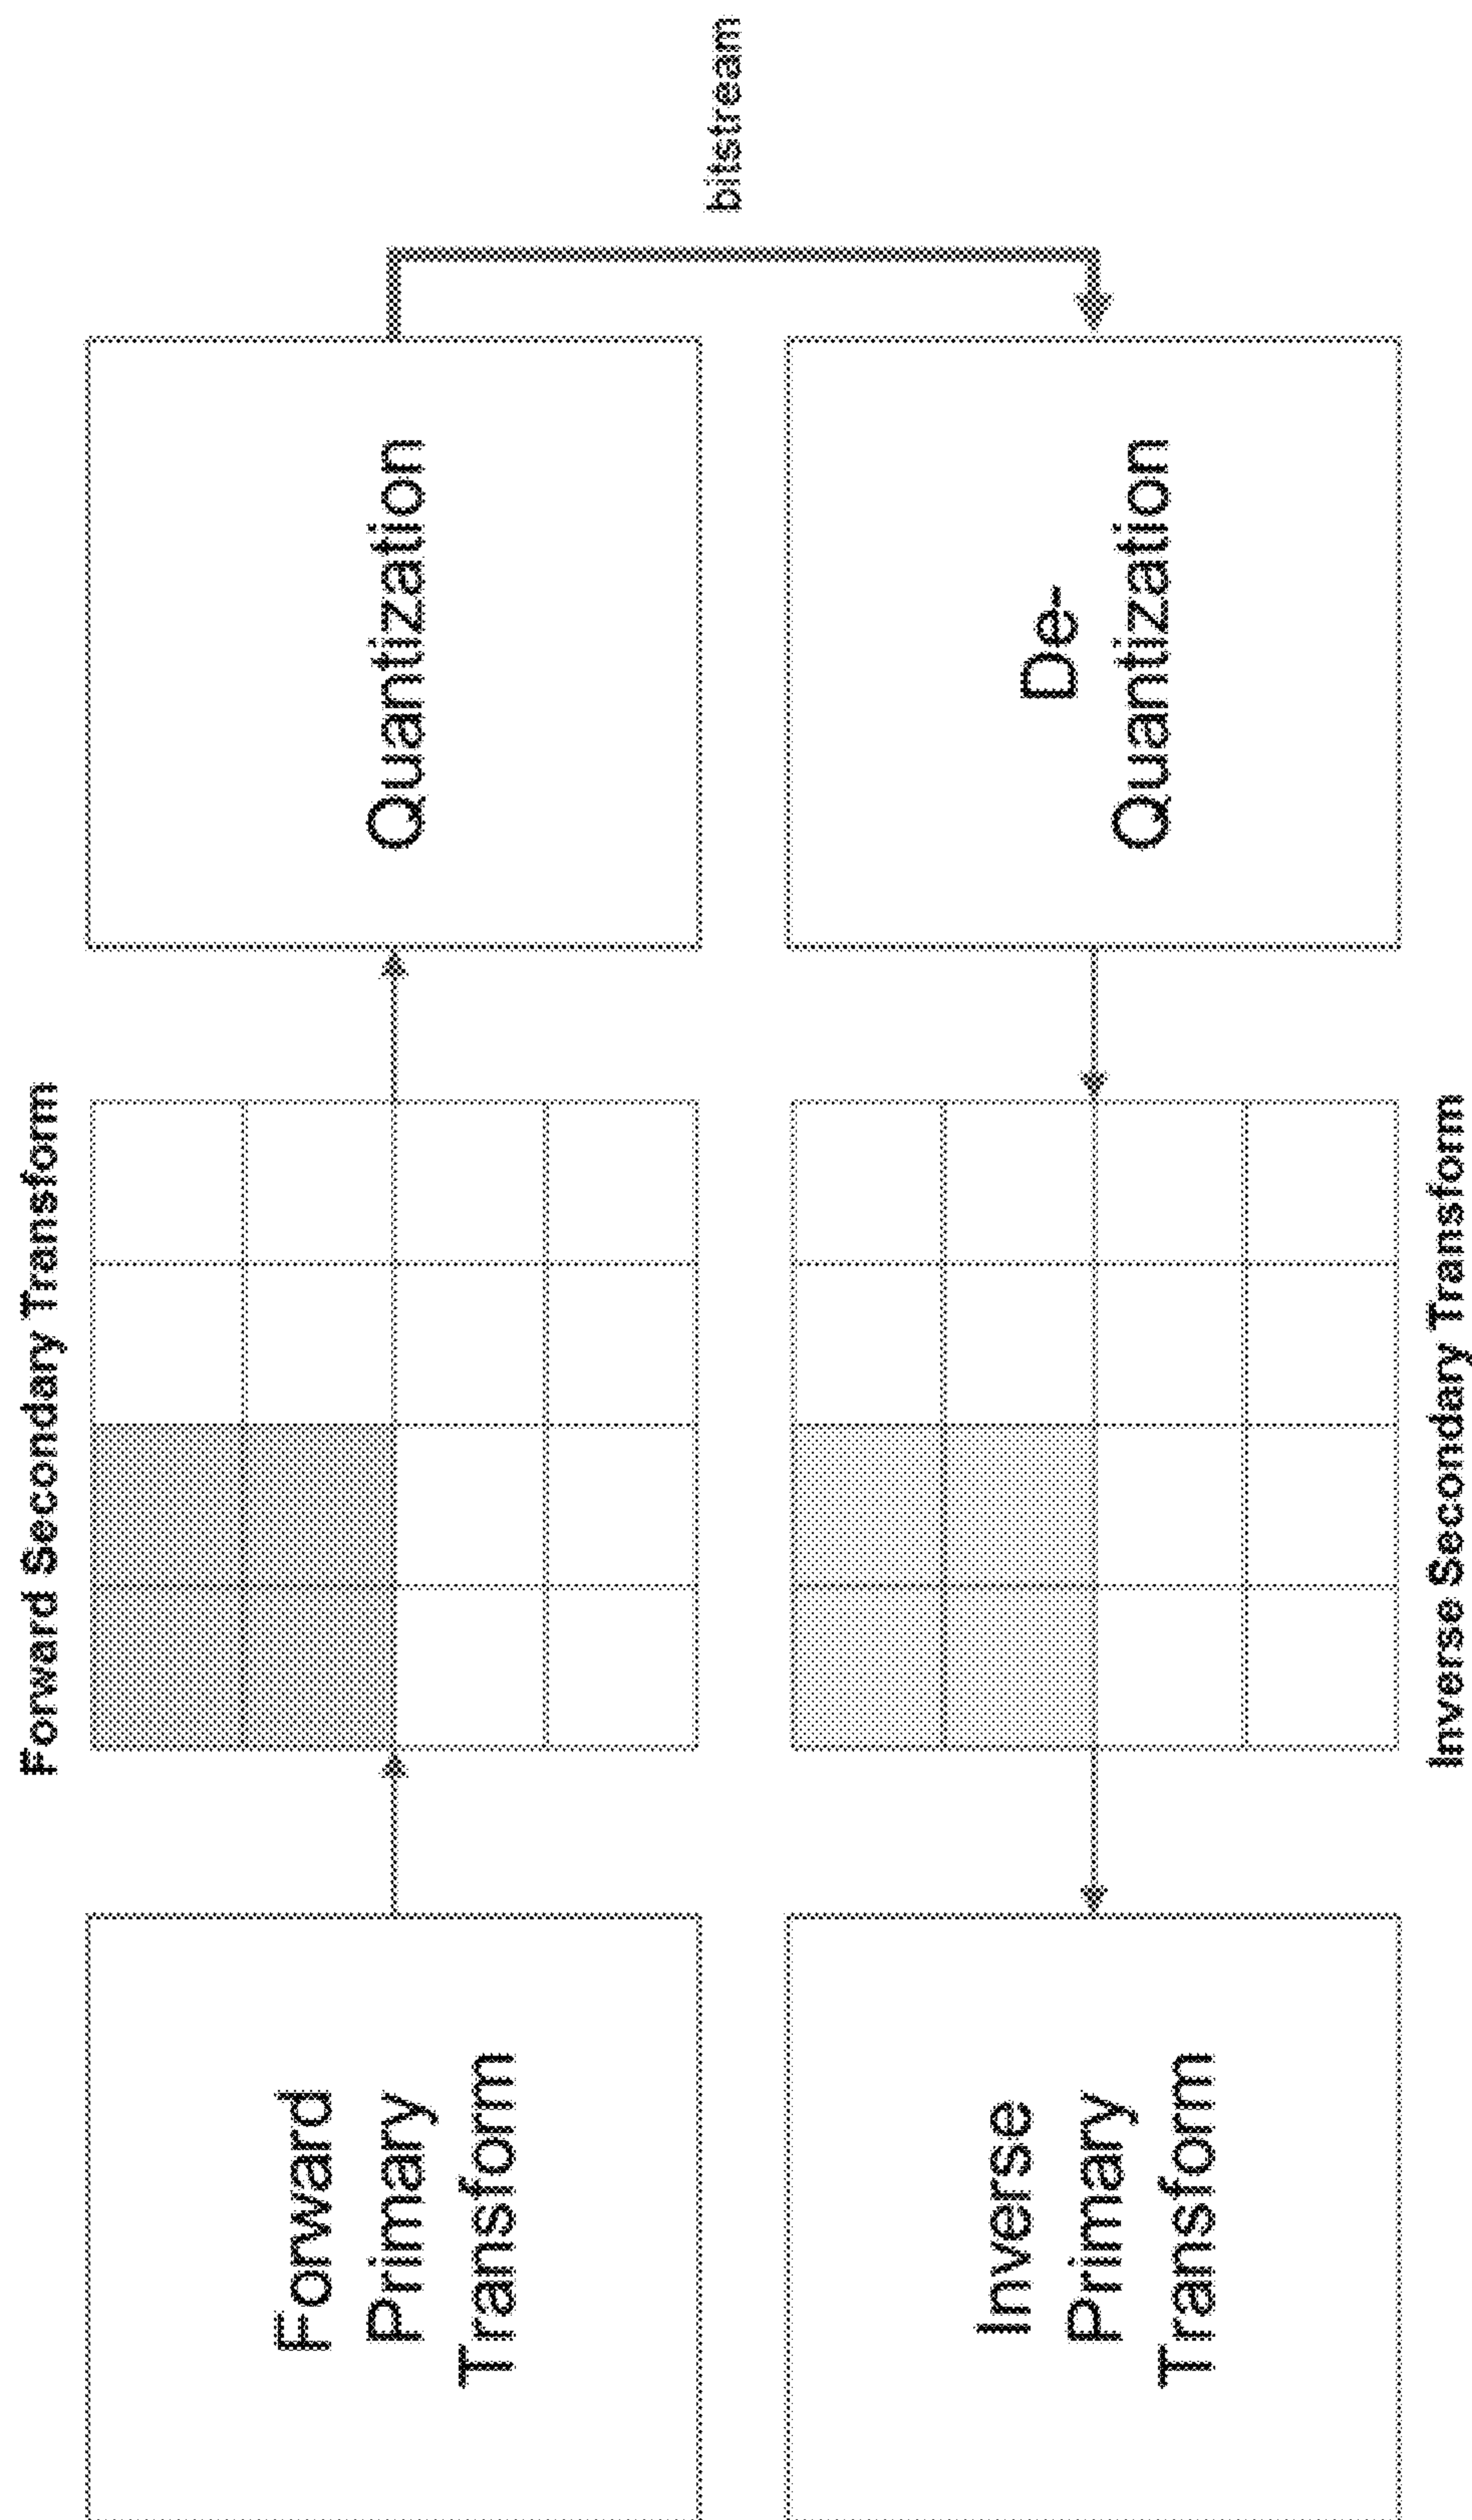 Forward Secondary Transform
Forward
Primary
Transform
Quantization
bitstream
Inverse
Primary
Transform
De-
Quantization
Inverse Secondary Transform